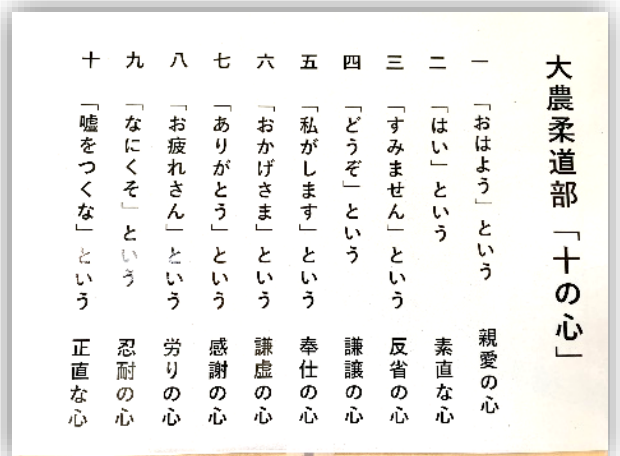 大農柔道部「十の心」
一 「おはよう」という 親愛の心
二 「はい」という 素直な心
三 「すみません」という 反省の心
四 「どうぞ」という 謙譲の心
五 「私がします」という 奉仕の心
六 「おかげさま」という 謙虚の心
七 「ありがとう」という 感謝の心
八 「お疲れさん」という 労りの心
九 「なにくそ」という 忍耐の心
十 「嘘をつくな」という 正直な心